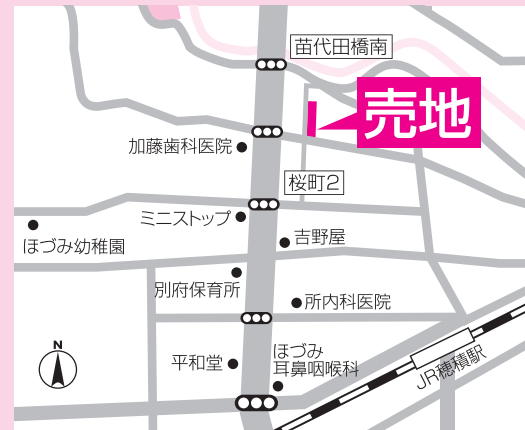 苗代田橋南
売地
加藤歯科医院
桜町2
ミニストップ
吉野屋
ほづみ幼稚園
別府保育所
所内科医院
平和堂
ほづみ
耳鼻咽喉科
JR穂積駅
N